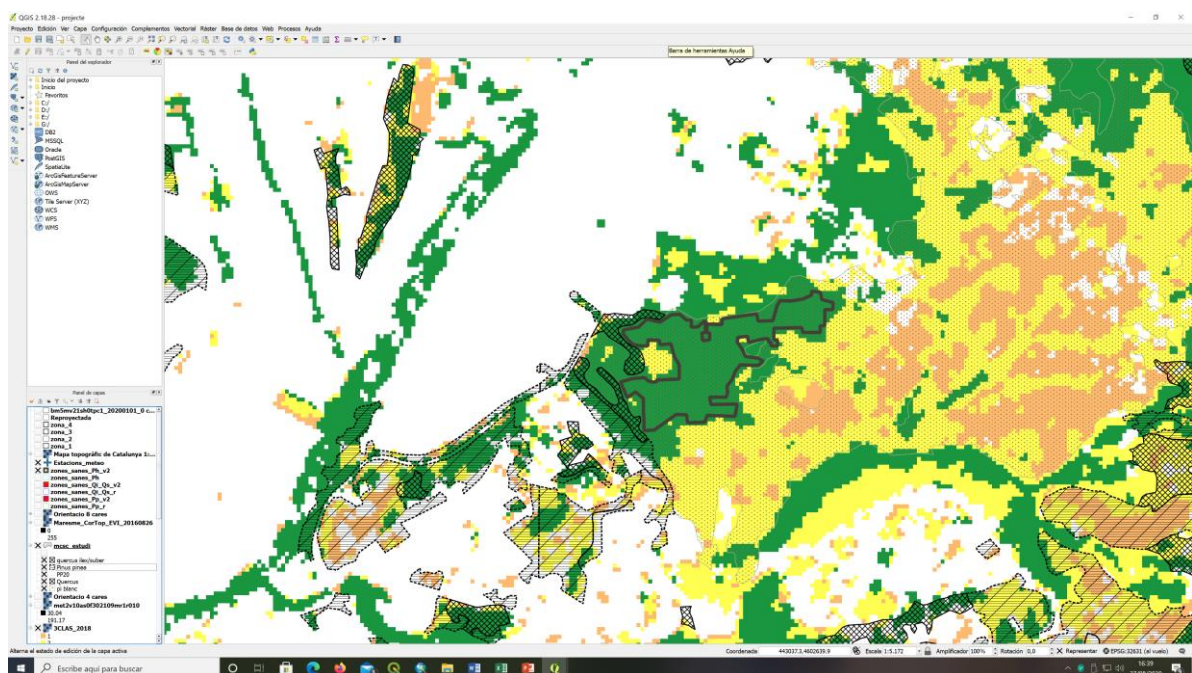 QGIS 2.18.28 - projecte
Proyecto Edición Ver Capa Configuración Complementos Vectorial Ráster Base de datos Web Procesos Ayuda
Barra de herramientas Ayuda
Panel del explorador
Inicio del proyecto
Inicio
Favoritos
C:/
D:/
E:/
G:/
DB2
MSSQL
Oracle
PostGIS
SpatiaLite
ArcGisFeatureServer
ArcGisMapServer
OWS
Tile Server (XYZ)
WCS
WFS
WMS
Panel de capas
bm5mv21sh0tpc1_20200101_0 c...
Reproyectada
zona_4
zona_3
zona_2
zona_1
Mapa topogràfic de Catalunya 1:...
Estacions_meteo
zones_sanes_Ph_v2
zones_sanes_Ph
zones_sanes_Qi_Qs_v2
zones_sanes_Qi_Qs_r
zones_sanes_Pp_v2
zones_sanes_Pp_r
Orientacio 8 cares
Maresme_CorTop_EVI_20160826
0
255
mcsc_estudi
quercus ilex/suber
Pinus pinea
PP20
Quercus
pi blanc
Orientacio 4 cares
met2v10as0f302109mr1r010
30.04
191.17
3CLAS_2018
1
Alterna el estado de edición de la capa activa
Coordenada 443037.3,4602639.9 Escala 1:5.172 Amplificador 100% Rotación 0,0 Representar EPSG:32631 (al vuelo)
Escribe aquí para buscar
16:39